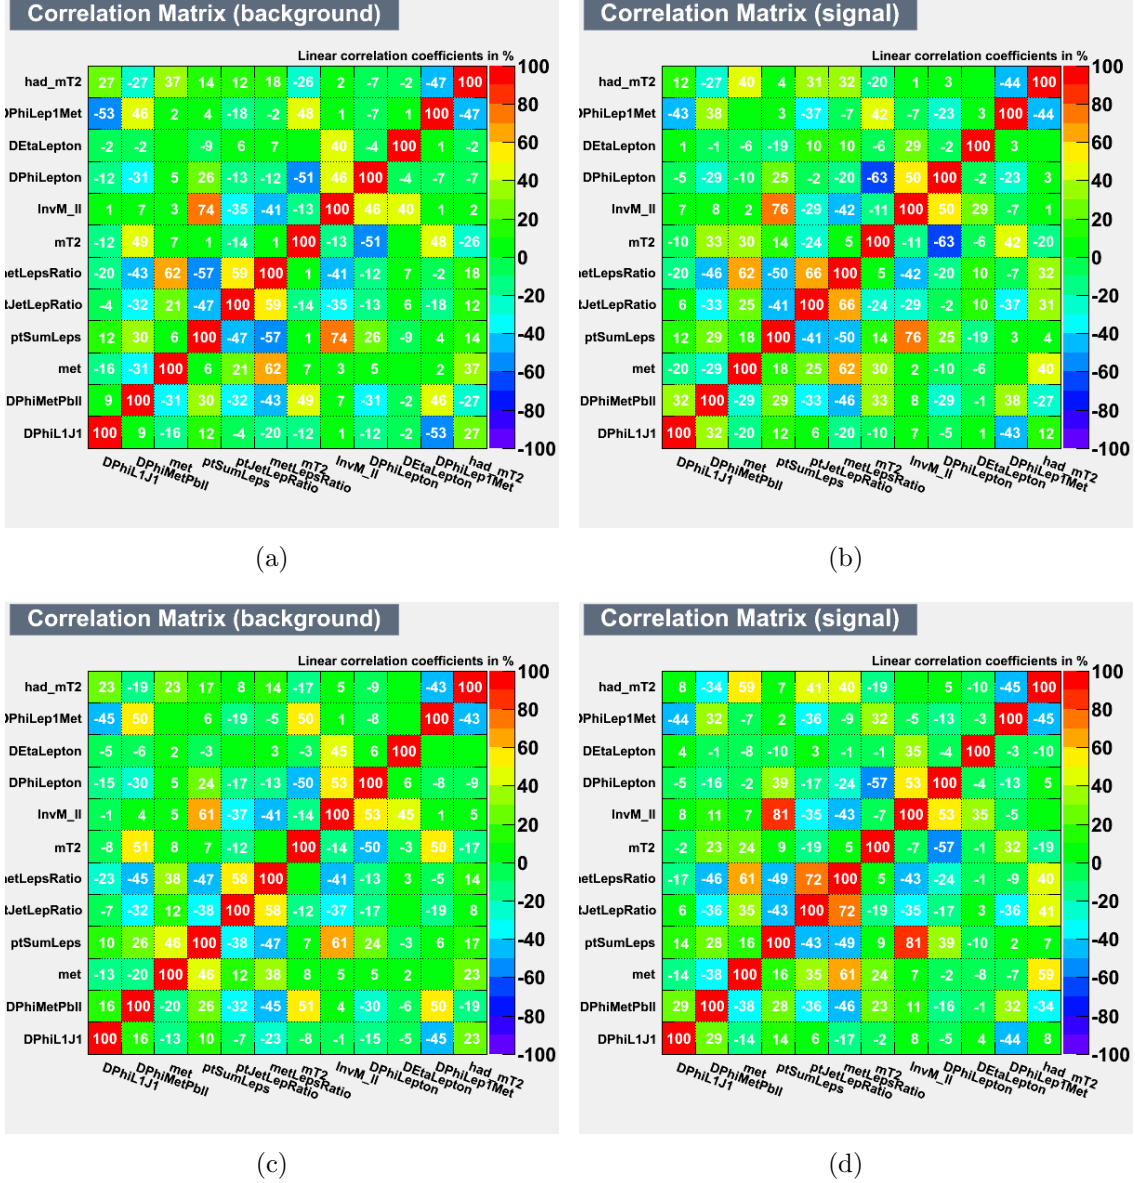 Correlation Matrix (background)
Linear correlation coefficients in %
had_mT2 27 -27 37 14 12 18 -26 2 -7 -2 -47 100
DPhiLep1Met -53 46 2 4 -18 -2 48 1 -7 1 100 -47
DEtaLepton -2 -2 -9 6 7 40 -4 100 1 -2
DPhiLepton -12 -31 5 26 -13 -12 -51 46 100 -4 -7 -7
InvM_ll 1 7 3 74 -35 -41 -13 100 46 40 1 2
mT2 -12 49 7 1 -14 1 100 -13 -51 48 -26
etLepsRatio -20 -43 62 -57 59 100 1 -41 -12 7 -2 18
tJetLepRatio -4 -32 21 -47 100 59 -14 -35 -13 6 -18 12
ptSumLeps 12 30 6 100 -47 -57 1 74 26 -9 4 14
met -16 -31 100 6 21 62 7 3 5 2 37
DPhiMetPbll 9 100 -31 30 -32 -43 49 7 -31 -2 46 -27
DPhiL1J1 100 9 -16 12 -4 -20 -12 1 -12 -2 -53 27
DPhiL1J1 DPhiMetPbll met ptSumLeps ptJetLepRatio metLepsRatio mT2 InvM_ll DPhiLepton DEtaLepton DPhiLep1Met had_mT2
100
80
60
40
20
0
-20
-40
-60
-80
-100
(a)
Correlation Matrix (signal)
Linear correlation coefficients in %
had_mT2 12 -27 40 4 31 32 -20 1 3 -44 100
DPhiLep1Met -43 38 3 -37 -7 42 -7 -23 3 100 -44
DEtaLepton 1 -1 -6 -19 10 10 -6 29 -2 100 3
DPhiLepton -5 -29 -10 25 -2 -20 -63 50 100 -2 -23 3
InvM_ll 7 8 2 76 -29 -42 -11 100 50 29 -7 1
mT2 -10 33 30 14 -24 5 100 -11 -63 -6 42 -20
etLepsRatio -20 -46 62 -50 66 100 5 -42 -20 10 -7 32
tJetLepRatio 6 -33 25 -41 100 66 -24 -29 -2 10 -37 31
ptSumLeps 12 29 18 100 -41 -50 14 76 25 -19 3 4
met -20 -29 100 18 25 62 30 2 -10 -6 40
DPhiMetPbll 32 100 -29 29 -33 -46 33 8 -29 -1 38 -27
DPhiL1J1 100 32 -20 12 6 -20 -10 7 -5 1 -43 12
DPhiL1J1 DPhiMetPbll met ptSumLeps ptJetLepRatio metLepsRatio mT2 InvM_ll DPhiLepton DEtaLepton DPhiLep1Met had_mT2
100
80
60
40
20
0
-20
-40
-60
-80
-100
(b)
Correlation Matrix (background)
Linear correlation coefficients in %
had_mT2 23 -19 23 17 8 14 -17 5 -9 -43 100
DPhiLep1Met -45 50 6 -19 -5 50 1 -8 100 -43
DEtaLepton -5 -6 2 -3 3 -3 45 6 100
DPhiLepton -15 -30 5 24 -17 -13 -50 53 100 6 -8 -9
InvM_ll -1 4 5 61 -37 -41 -14 100 53 45 1 5
mT2 -8 51 8 7 -12 100 -14 -50 -3 50 -17
etLepsRatio -23 -45 38 -47 58 100 -41 -13 3 -5 14
tJetLepRatio -7 -32 12 -38 100 58 -12 -37 -17 -19 8
ptSumLeps 10 26 46 100 -38 -47 7 61 24 -3 6 17
met -13 -20 100 46 12 38 8 5 5 2 23
DPhiMetPbll 16 100 -20 26 -32 -45 51 4 -30 -6 50 -19
DPhiL1J1 100 16 -13 10 -7 -23 -8 -1 -15 -5 -45 23
DPhiL1J1 DPhiMetPbll met ptSumLeps ptJetLepRatio metLepsRatio mT2 InvM_ll DPhiLepton DEtaLepton DPhiLep1Met had_mT2
100
80
60
40
20
0
-20
-40
-60
-80
-100
(c)
Correlation Matrix (signal)
Linear correlation coefficients in %
had_mT2 8 -34 59 7 41 40 -19 5 -10 -45 100
DPhiLep1Met -44 32 -7 2 -36 -9 32 -5 -13 -3 100 -45
DEtaLepton 4 -1 -8 -10 3 -1 -1 35 -4 100 -3 -10
DPhiLepton -5 -16 -2 39 -17 -24 -57 53 100 -4 -13 5
InvM_ll 8 11 7 81 -35 -43 -7 100 53 35 -5
mT2 -2 23 24 9 -19 5 100 -7 -57 -1 32 -19
etLepsRatio -17 -46 61 -49 72 100 5 -43 -24 -1 -9 40
tJetLepRatio 6 -36 35 -43 100 72 -19 -35 -17 3 -36 41
ptSumLeps 14 28 16 100 -43 -49 9 81 39 -10 2 7
met -14 -38 100 16 35 61 24 7 -2 -8 -7 59
DPhiMetPbll 29 100 -38 28 -36 -46 23 11 -16 -1 32 -34
DPhiL1J1 100 29 -14 14 6 -17 -2 8 -5 4 -44 8
DPhiL1J1 DPhiMetPbll met ptSumLeps ptJetLepRatio metLepsRatio mT2 InvM_ll DPhiLepton DEtaLepton DPhiLep1Met had_mT2
100
80
60
40
20
0
-20
-40
-60
-80
-100
(d)